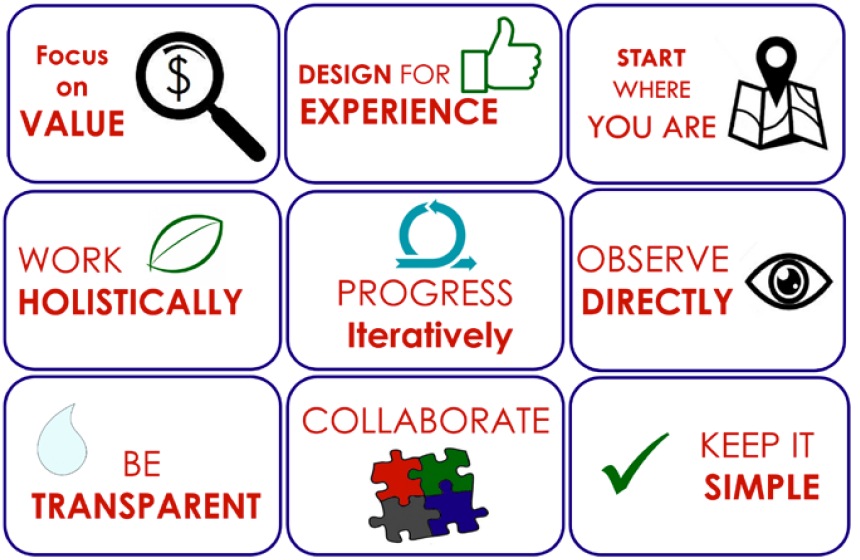 Focus
on
VALUE
$
DESIGN FOR
EXPERIENCE
START
WHERE
YOU ARE
WORK
HOLISTICALLY
PROGRESS
Iteratively
OBSERVE
DIRECTLY
BE
TRANSPARENT
COLLABORATE
KEEP IT
SIMPLE